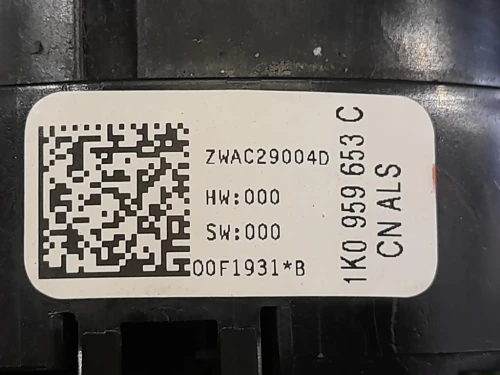 ZWAC29004D
HW:000
SW:000
00F1931*B
1K0 959 653 C
CN ALS